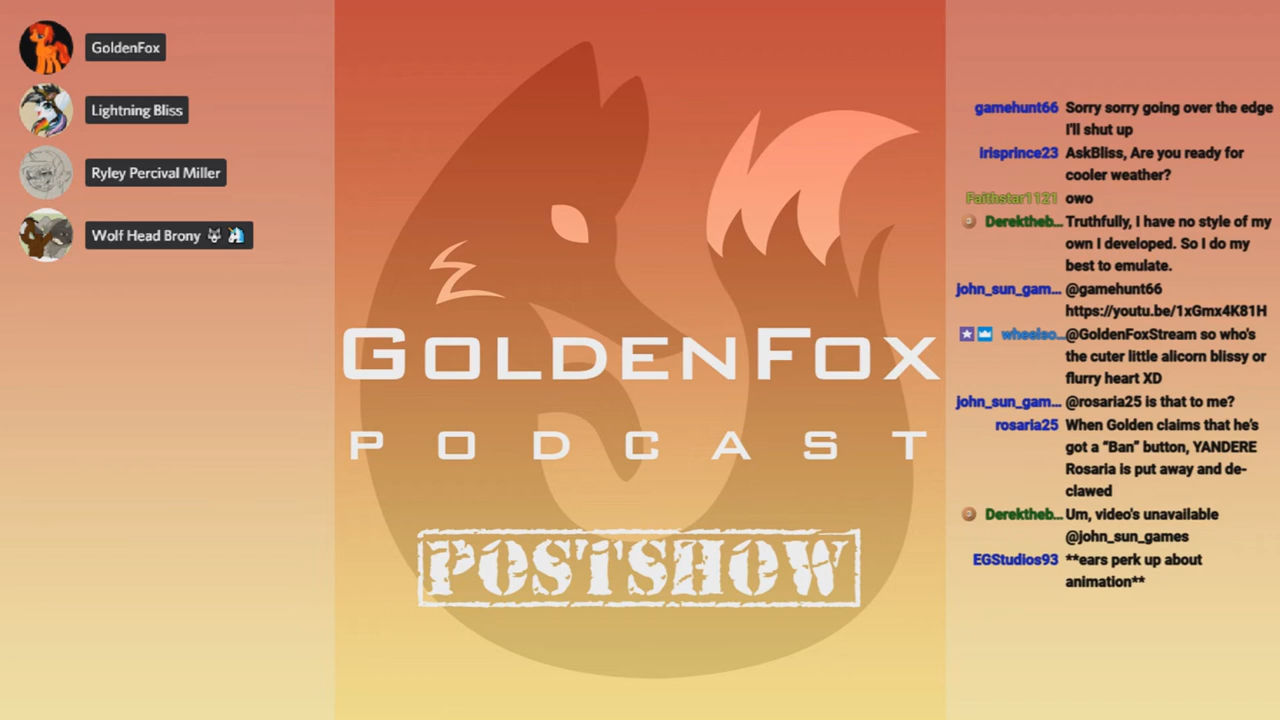 GoldenFox
Lightning Bliss
Ryley Percival Miller
Wolf Head Brony 🐺 🦄
GOLDENFOX
PODCAST
POSTSHOW
gamehunt66 Sorry sorry going over the edge
I'll shut up
irisprince23 AskBliss, Are you ready for
cooler weather?
Faithstar1121 owo
Derektheb... Truthfully, I have no style of my
own I developed. So I do my
best to emulate.
john_sun_gam... @gamehunt66
https://youtu.be/1xGmx4K81H
wheelso... @GoldenFoxStream so who's
the cuter little alicorn blissy or
flurry heart XD
john_sun_gam... @rosaria25 is that to me?
rosaria25 When Golden claims that he's
got a "Ban" button, YANDERE
Rosaria is put away and de-
clawed
Derektheb... Um, video's unavailable
@john_sun_games
EGStudios93 **ears perk up about
animation**